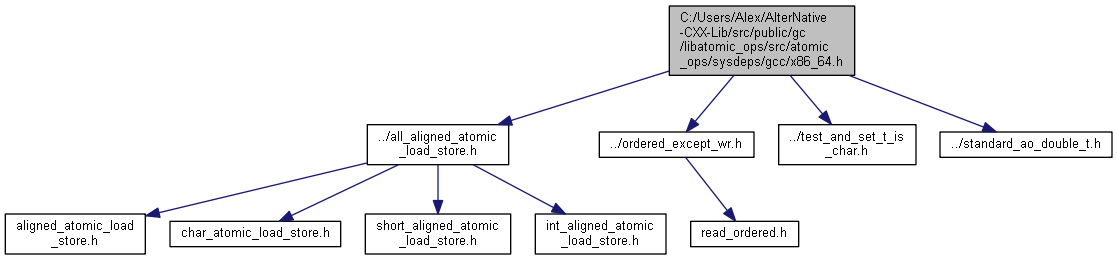 C:/Users/Alex/AlterNative
-CXX-Lib/src/public/gc
/libatomic_ops/src/atomic
_ops/sysdeps/gcc/x86_64.h
../all_aligned_atomic
_load_store.h
../ordered_except_wr.h
../test_and_set_t_is
_char.h
../standard_ao_double_t.h
aligned_atomic_load
_store.h
char_atomic_load_store.h
short_aligned_atomic
_load_store.h
int_aligned_atomic
_load_store.h
read_ordered.h